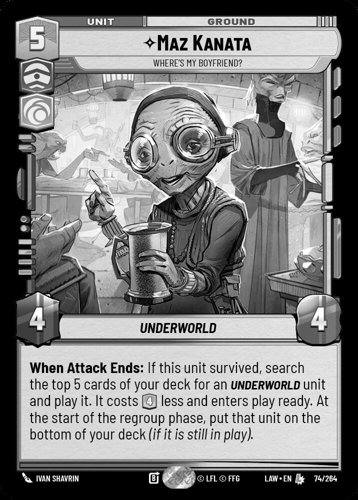 UNIT GROUND
5
✧MAZ KANATA
WHERE'S MY BOYFRIEND?
4 4
UNDERWORLD
When Attack Ends: If this unit survived, search
the top 5 cards of your deck for an UNDERWORLD unit
and play it. It costs 4 less and enters play ready. At
the start of the regroup phase, put that unit on the
bottom of your deck (if it is still in play).
IVAN SHAVRIN © LFL © FFG LAW • EN 74/264